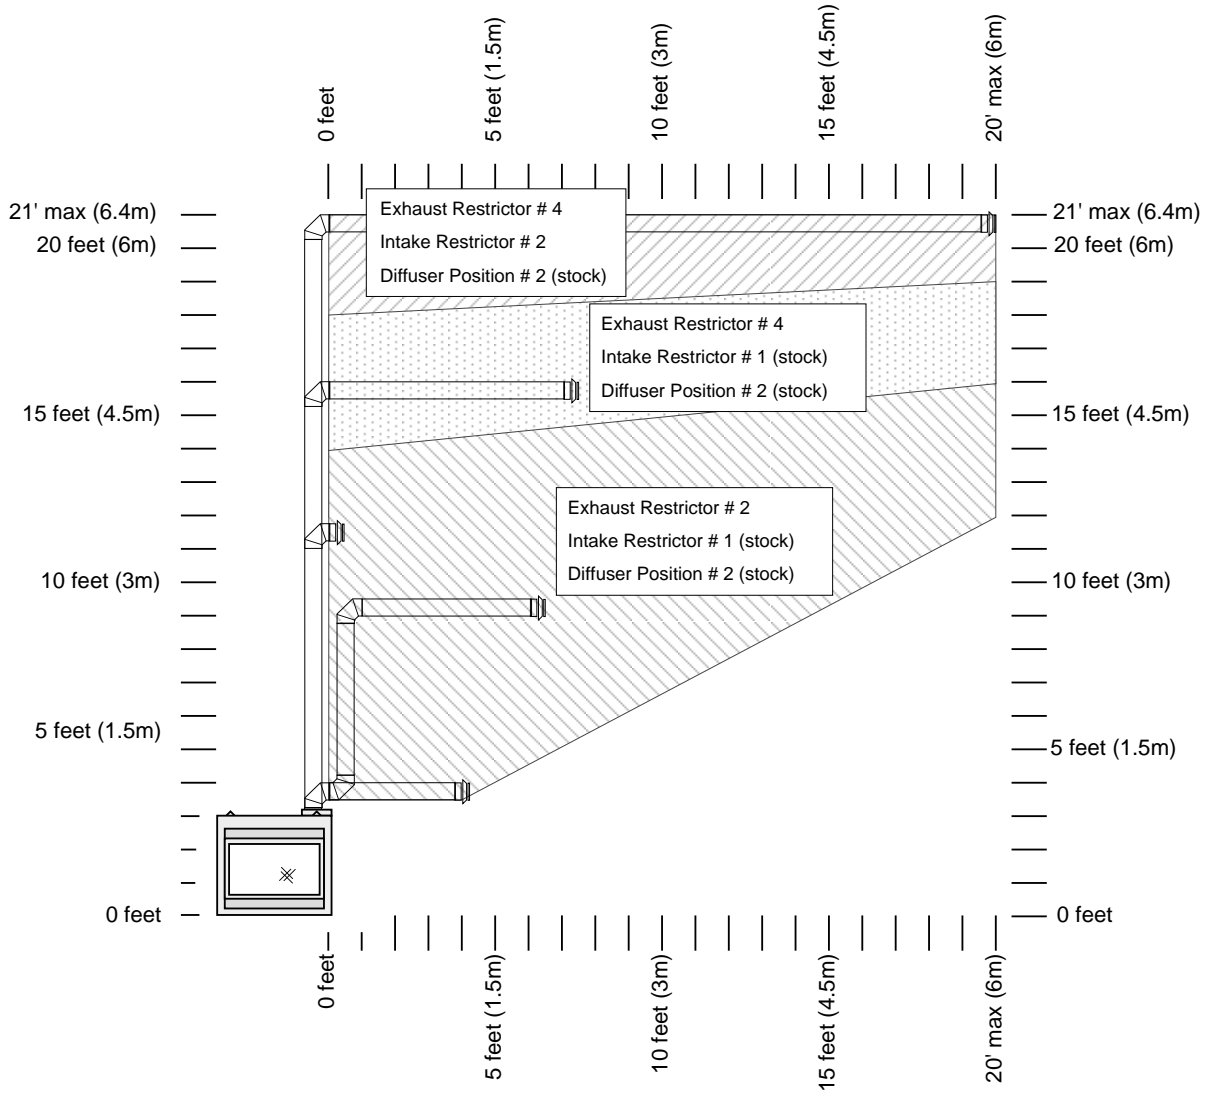 0 feet
5 feet (1.5m)
10 feet (3m)
15 feet (4.5m)
20' max (6m)
21' max (6.4m)
20 feet (6m)
15 feet (4.5m)
10 feet (3m)
5 feet (1.5m)
0 feet
Exhaust Restrictor # 4
Intake Restrictor # 2
Diffuser Position # 2 (stock)
Exhaust Restrictor # 4
Intake Restrictor # 1 (stock)
Diffuser Position # 2 (stock)
Exhaust Restrictor # 2
Intake Restrictor # 1 (stock)
Diffuser Position # 2 (stock)
21' max (6.4m)
20 feet (6m)
15 feet (4.5m)
10 feet (3m)
5 feet (1.5m)
0 feet
0 feet
5 feet (1.5m)
10 feet (3m)
15 feet (4.5m)
20' max (6m)